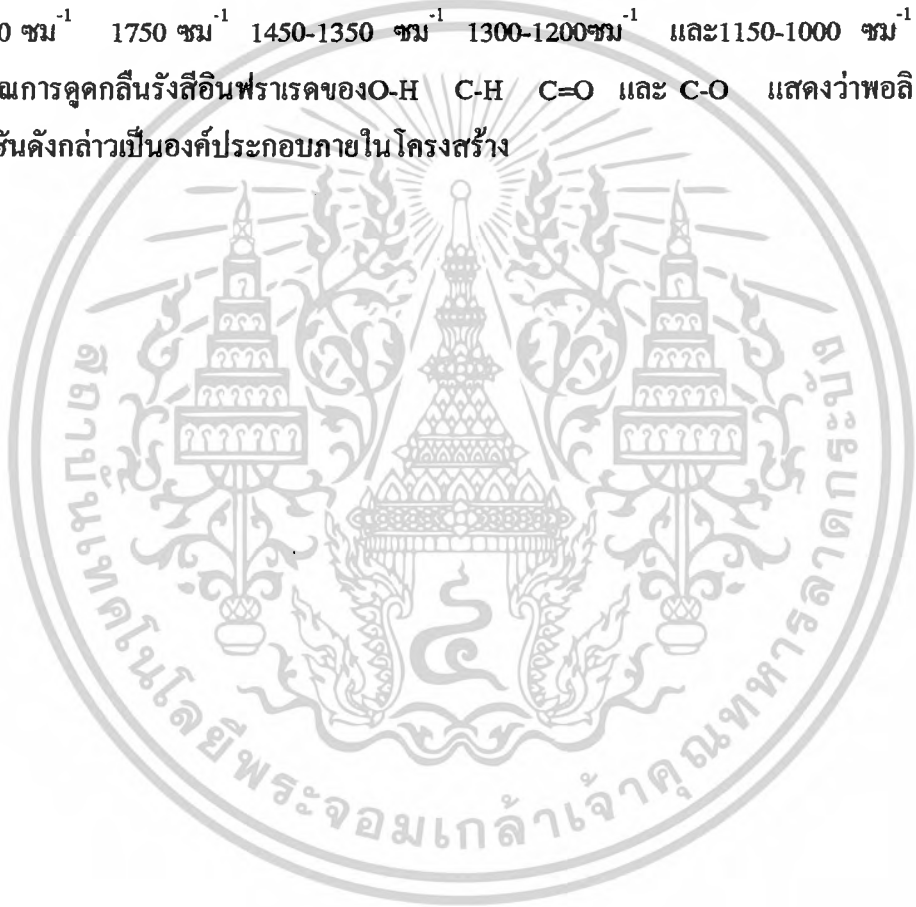 0 ซม⁻¹ 1750 ซม⁻¹ 1450-1350 ซม⁻¹ 1300-1200ซม⁻¹ และ1150-1000 ซม⁻¹
ณการดูดกลืนรังสีอินฟราเรดของO-H C-H C=O และ C-O แสดงว่าพอลิ
ชันดังกล่าวเป็นองค์ประกอบภายในโครงสร้าง
สถาบันเทคโนโลยีพระจอมเกล้าเจ้าคุณทหารลาดกระบัง